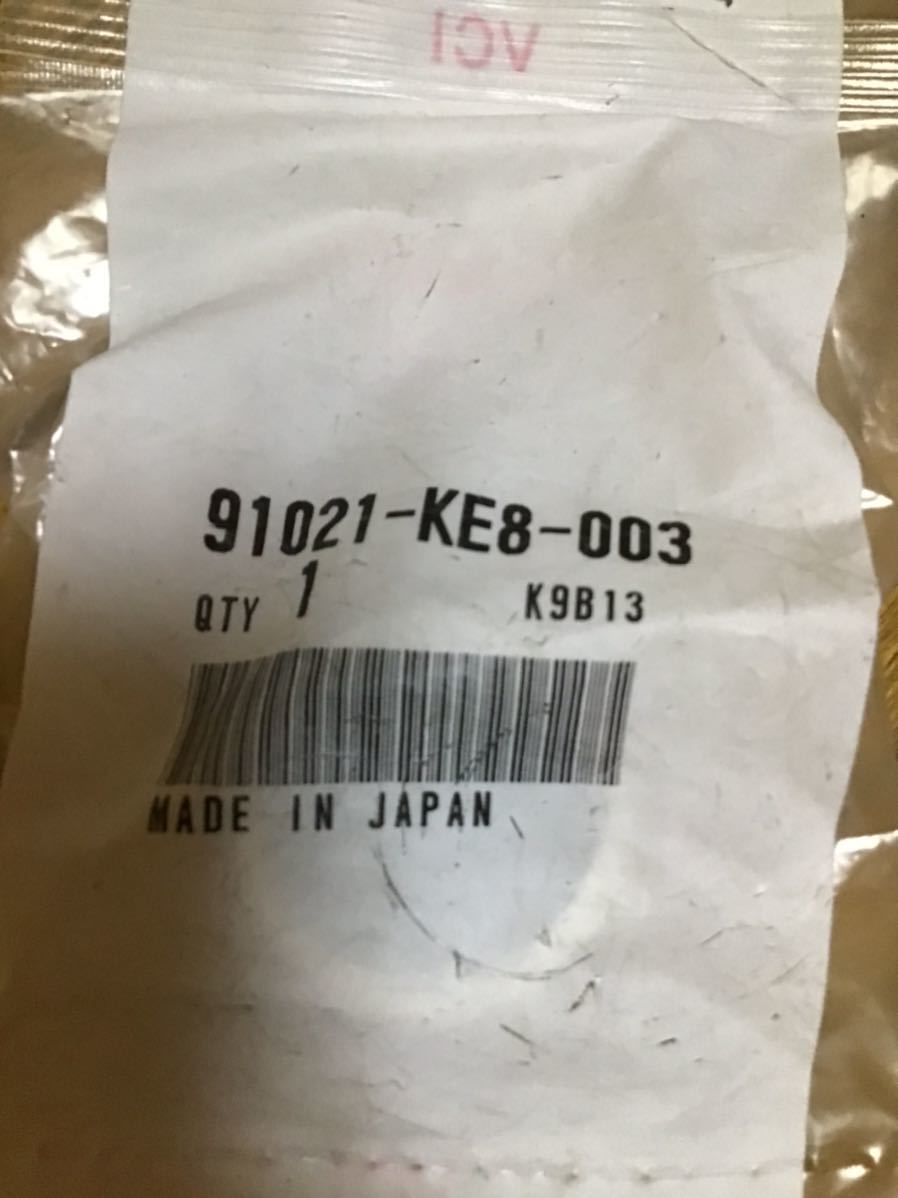 VCI
91021-KE8-003
QTY 1 K9B13
MADE IN JAPAN